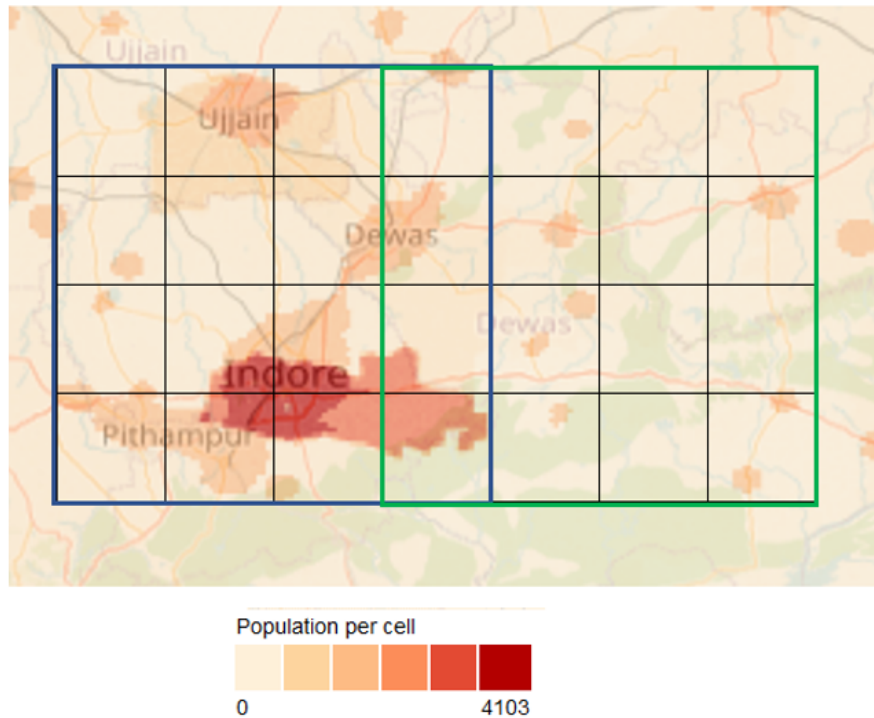 Ujjain
Ujjain
Dewas
Dewas
Indore
Pithampur
Population per cell
0 4103